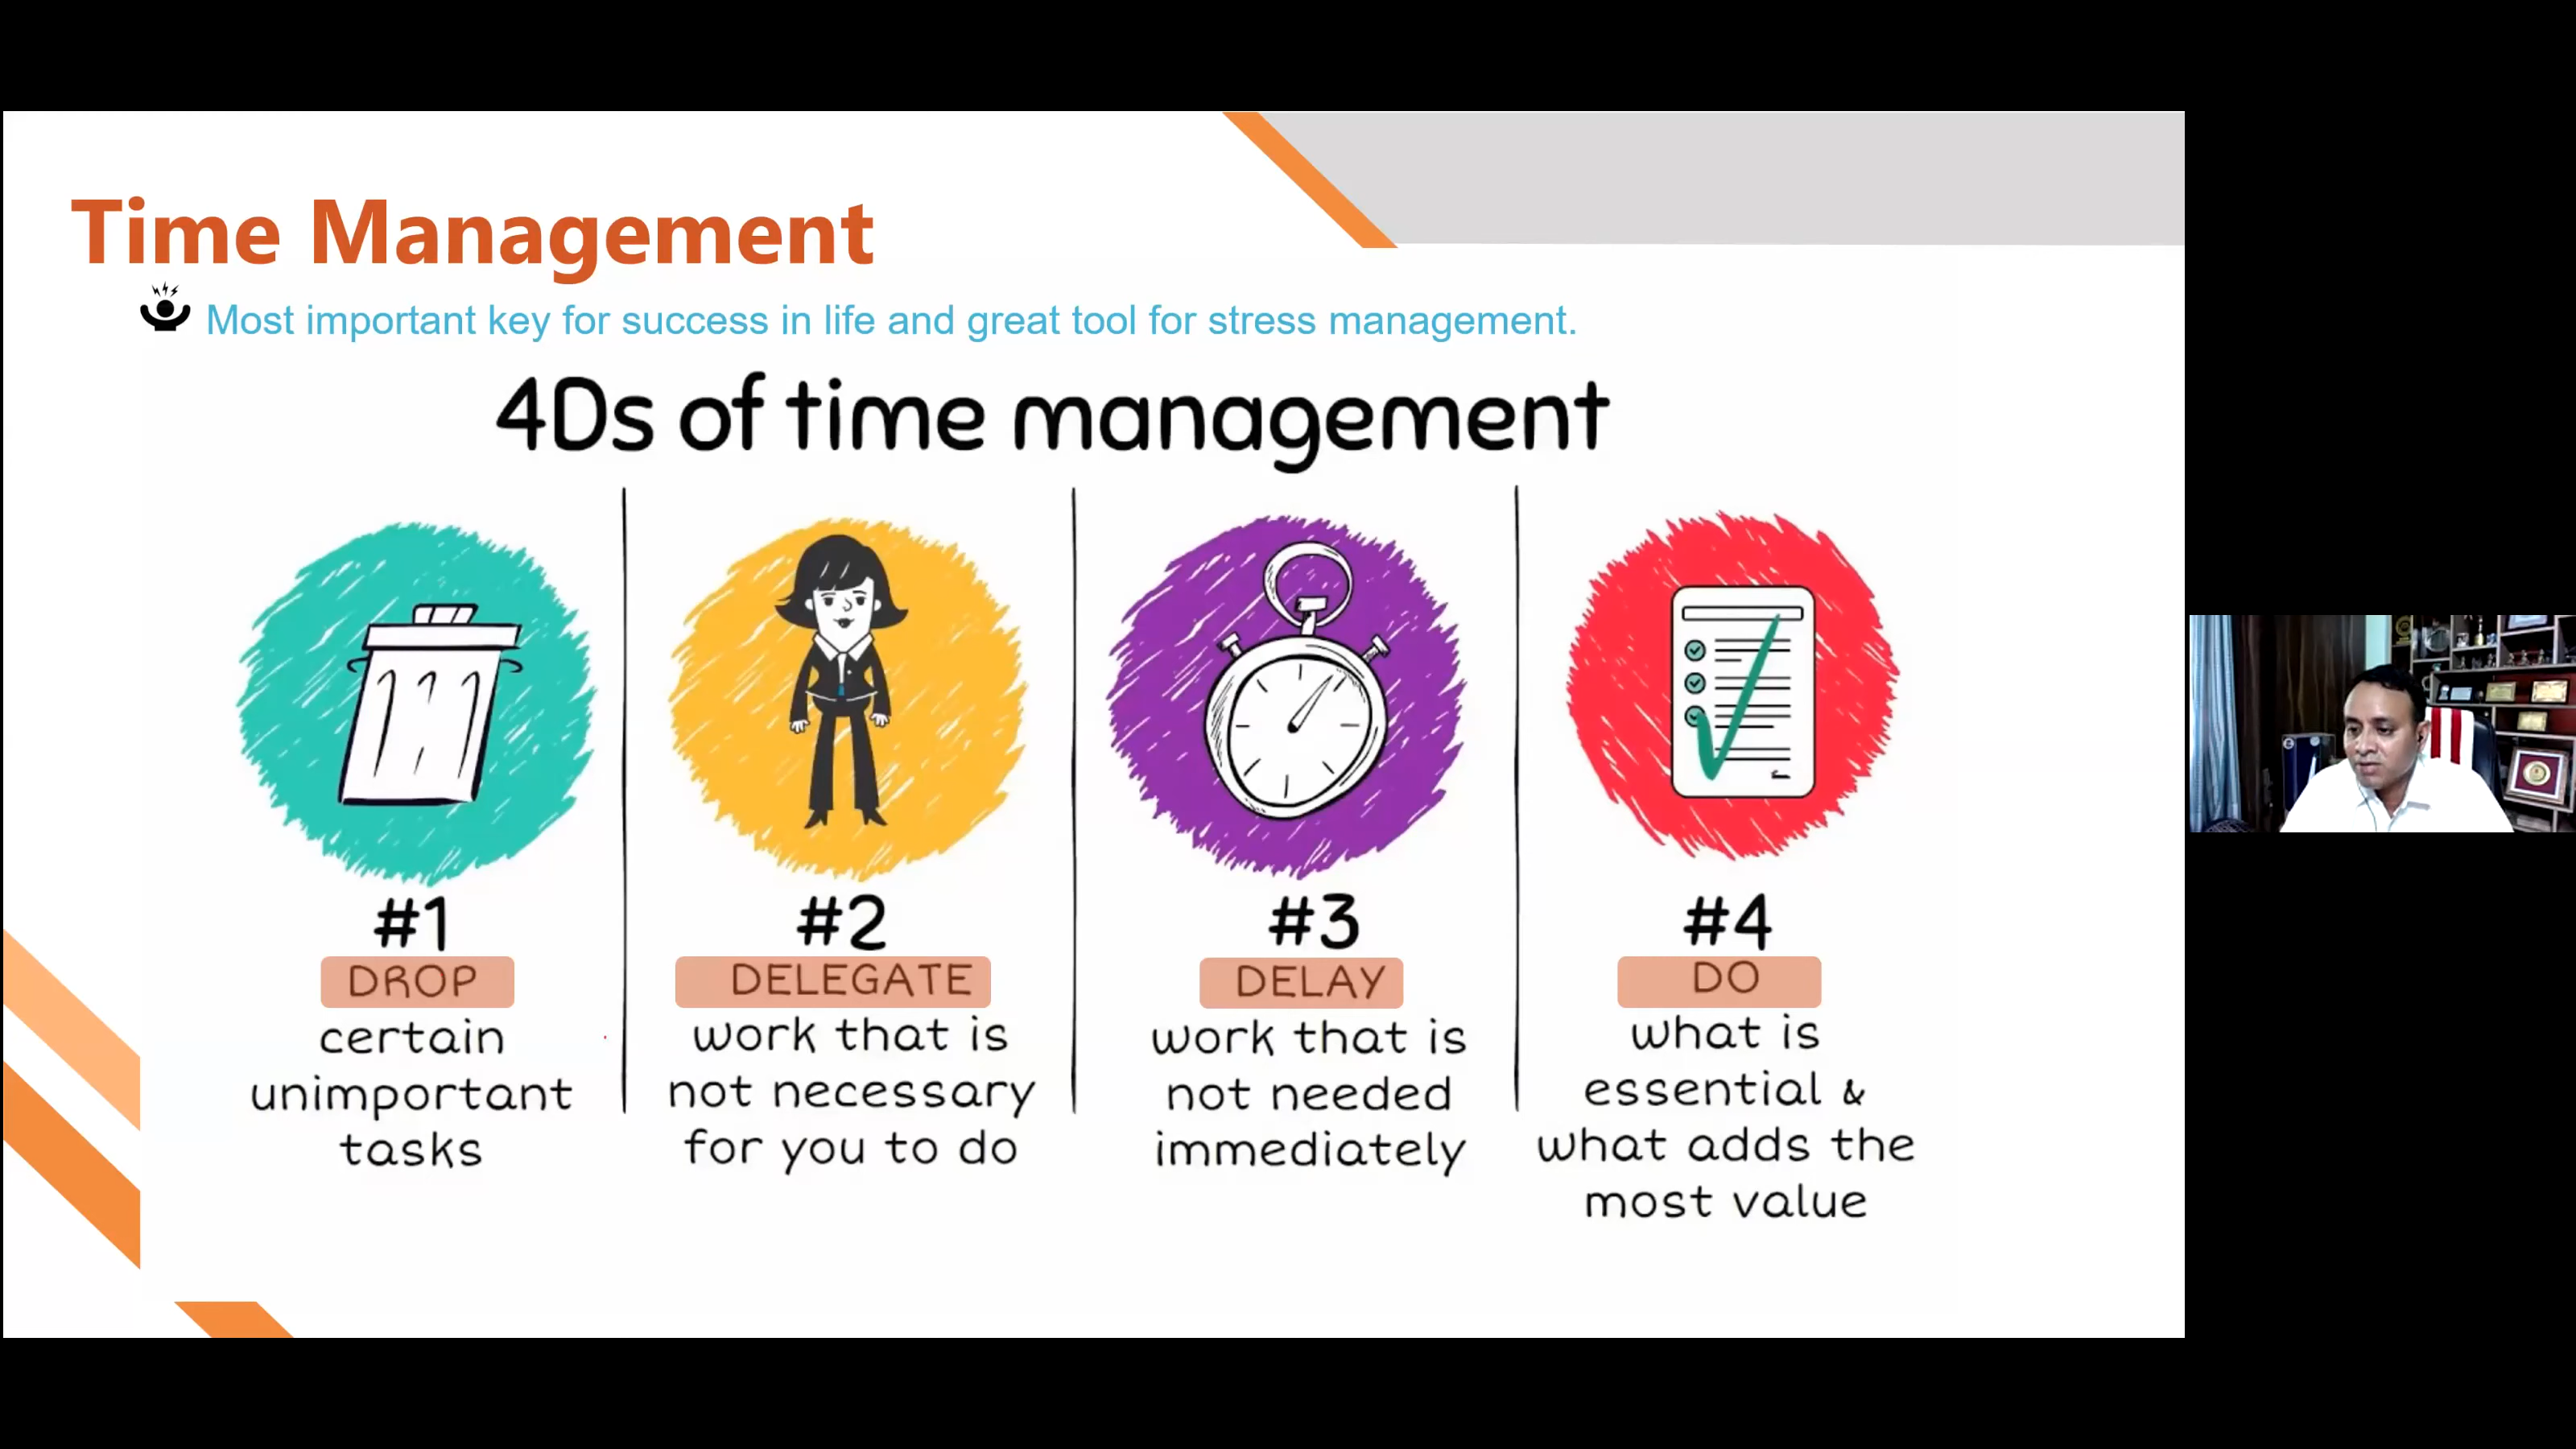 Time Management
Most important key for success in life and great tool for stress management.
4Ds of time management
#1
DROP
certain
unimportant
tasks
#2
DELEGATE
work that is
not necessary
for you to do
#3
DELAY
work that is
not needed
immediately
#4
DO
what is
essential &
what adds the
most value